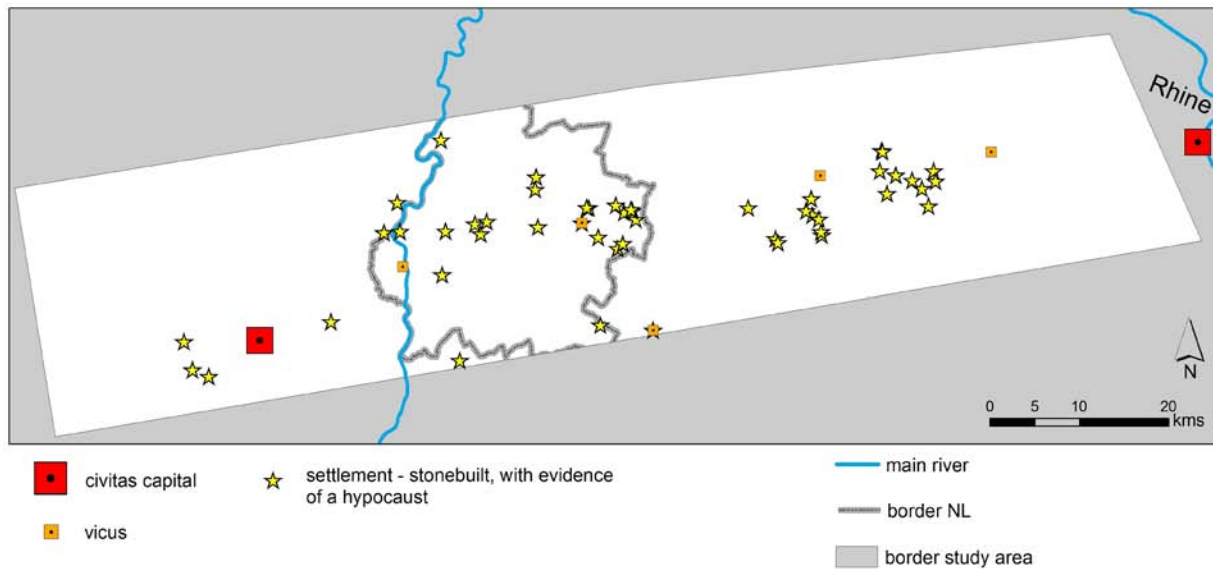 Rhine
N
0 5 10 20
kms
civitas capital
vicus
settlement - stonebuilt, with evidence
of a hypocaust
main river
border NL
border study area